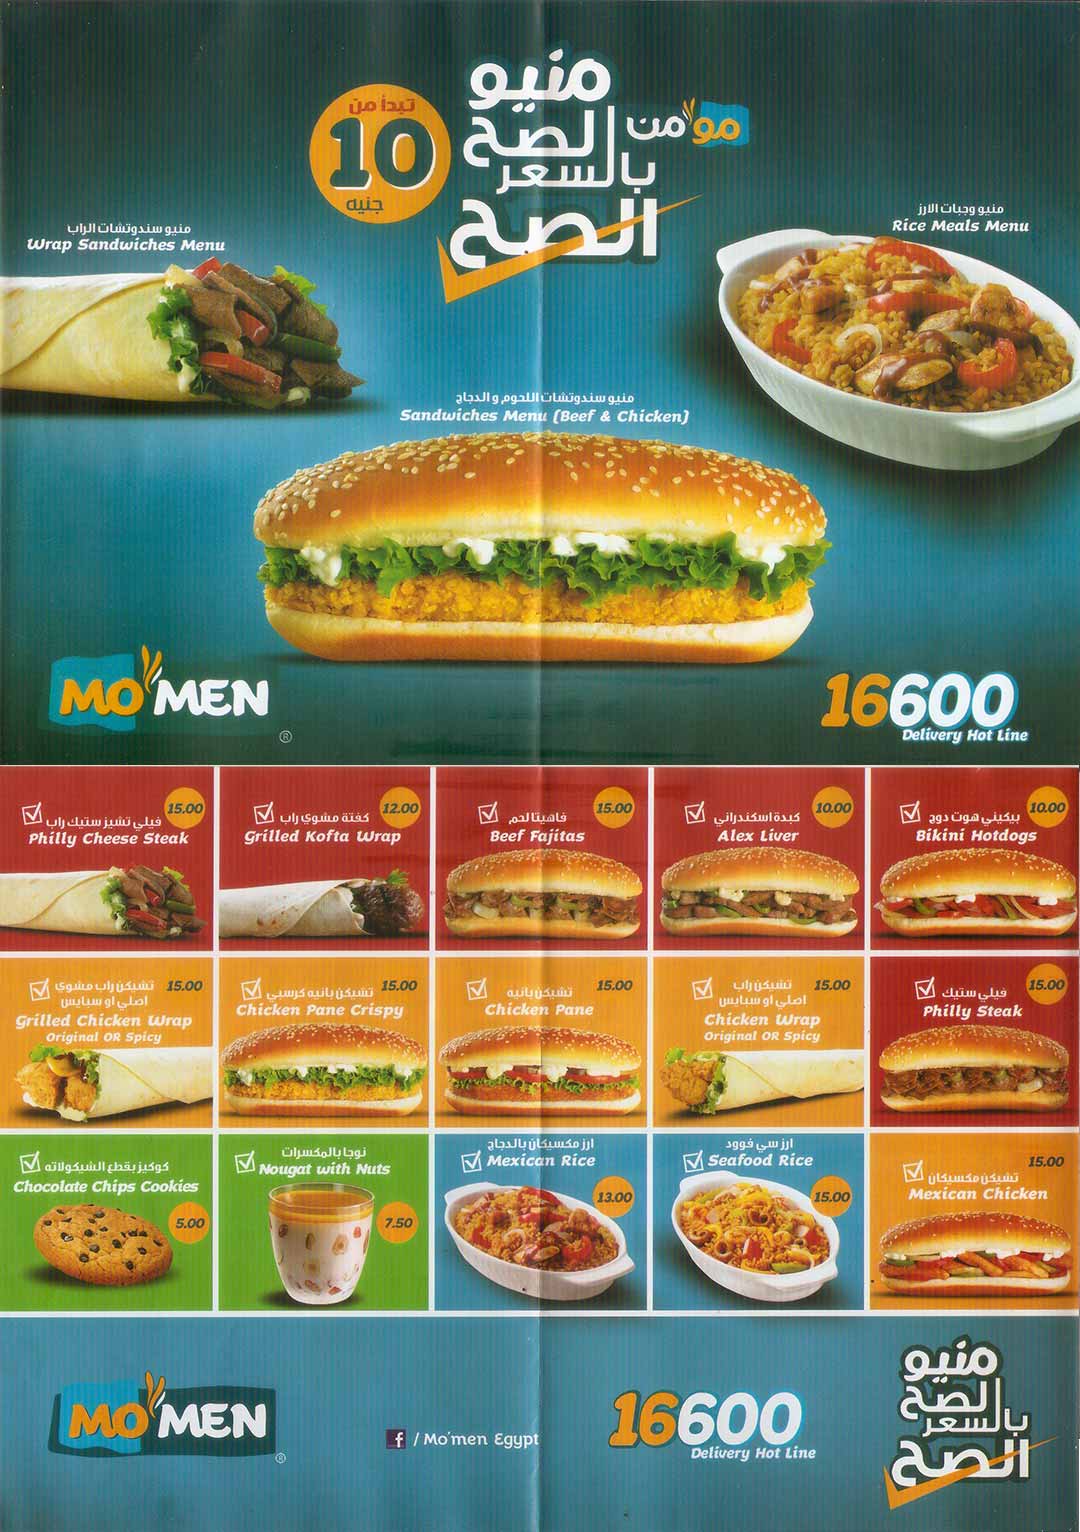 منيو
الصح
بالسعر
الصح
مو'من
تبدأ من
10
جنيه
منيو سندوتشات الراب
Wrap Sandwiches Menu
منيو وجبات الارز
Rice Meals Menu
منيو سندوتشات اللحوم و الدجاج
Sandwiches Menu (Beef & Chicken)
MO'MEN
®
16600
Delivery Hot Line
فيلي تشيز ستيك راب
15.00
Philly Cheese Steak
كفتة مشوي راب
12.00
Grilled Kofta Wrap
فاهيتا لحم
15.00
Beef Fajitas
كبدة اسكندراني
10.00
Alex Liver
بيكيني هوت دوج
10.00
Bikini Hotdogs
تشيكن راب مشوي
اصلي او سبايس
15.00
Grilled Chicken Wrap
Original OR Spicy
تشيكن بانيه كرسبي
15.00
Chicken Pane Crispy
تشيكن بانيه
15.00
Chicken Pane
تشيكن راب
اصلي او سبايس
15.00
Chicken Wrap
Original OR Spicy
فيلي ستيك
15.00
Philly Steak
كوكيز بقطع الشيكولاته
Chocolate Chips Cookies
5.00
نوجا بالمكسرات
Nougat with Nuts
7.50
ارز مكسيكان بالدجاج
Mexican Rice
13.00
ارز سي فوود
Seafood Rice
15.00
15.00
تشيكن مكسيكان
Mexican Chicken
MO'MEN
®
f / Mo'men Egypt
16600
Delivery Hot Line
منيو
الصح
بالسعر
الصح